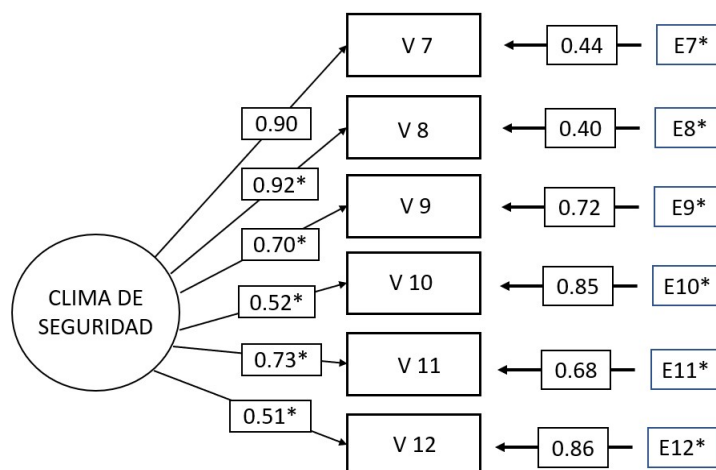 V 7
0.44
E7*
0.90
V 8
0.40
E8*
0.92*
V 9
0.72
E9*
0.70*
CLIMA DE
SEGURIDAD
0.52*
V 10
0.85
E10*
0.73*
V 11
0.68
E11*
0.51*
V 12
0.86
E12*